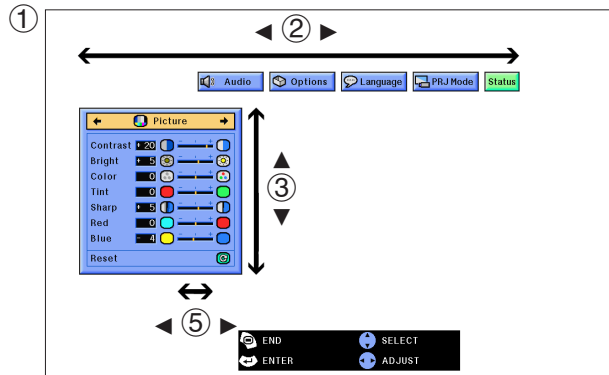 ①
◄ ② ►
Audio Options Language PRJ Mode Status
Picture
Contrast + 20
Bright + 5
Color 0
▲
Tint 0
③
Sharp + 5
Red 0
▼
Blue - 4
Reset
◄ ⑤ ►
END SELECT
ENTER ADJUST